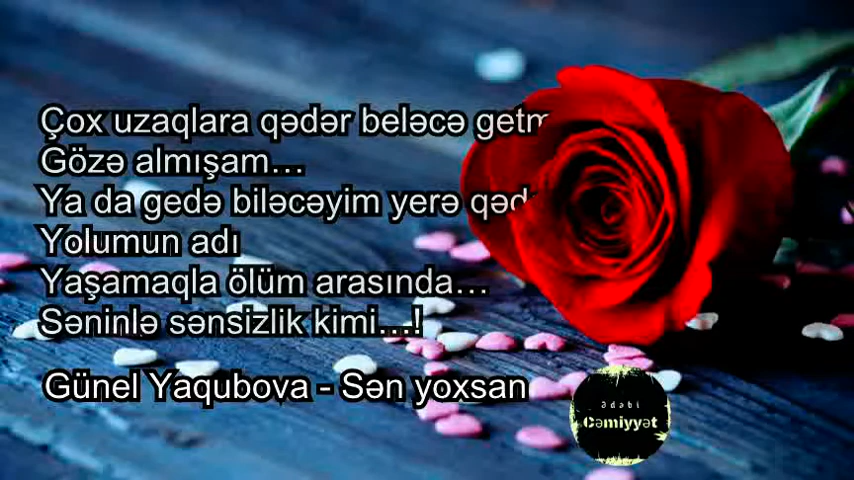 Çox uzaqlara qədər beləcə
Gözə almışam...
Ya da gedə biləcəyim yerə
Yolumun adı
Yaşamaqla ölüm arasında...
Səninlə sənsizlik kimi...!
Günel Yaqubova - Sən yoxsan
Ədəbi
Cəmiyyət